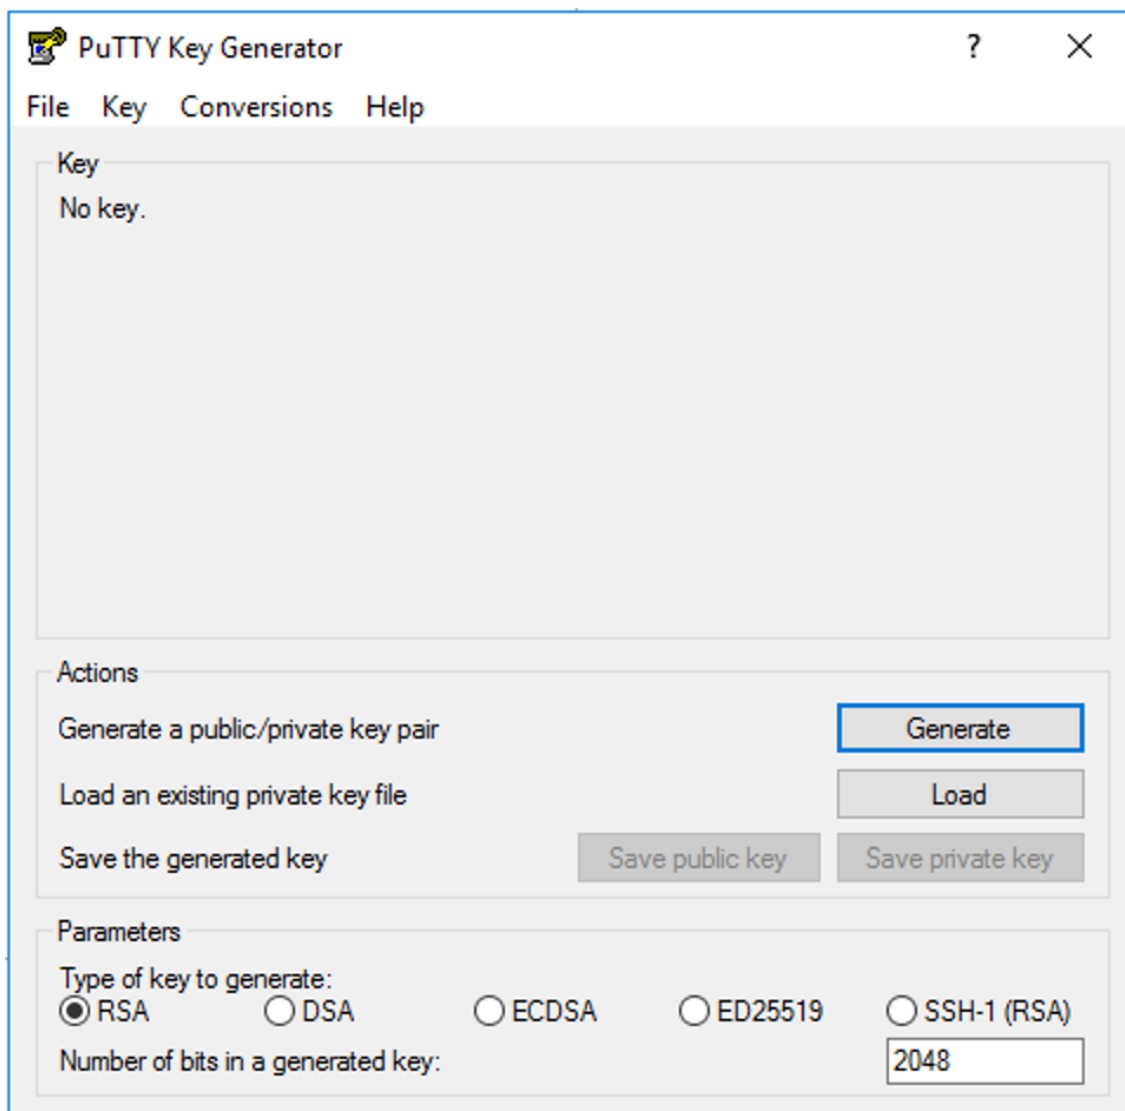 PuTTY Key Generator ?
File Key Conversions Help
Key
No key.
Actions
Generate a public/private key pair Generate
Load an existing private key file Load
Save the generated key Save public key Save private key
Parameters
Type of key to generate:
RSA DSA ECDSA ED25519 SSH-1 (RSA)
Number of bits in a generated key: 2048